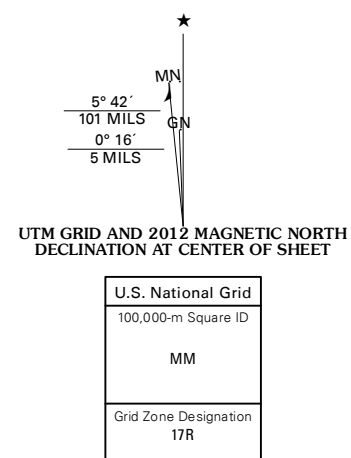 ★
MN
5° 42´
101 MILS
GN
0° 16´
5 MILS
UTM GRID AND 2012 MAGNETIC NORTH
DECLINATION AT CENTER OF SHEET
U.S. National Grid
100,000-m Square ID
MM
Grid Zone Designation
17R